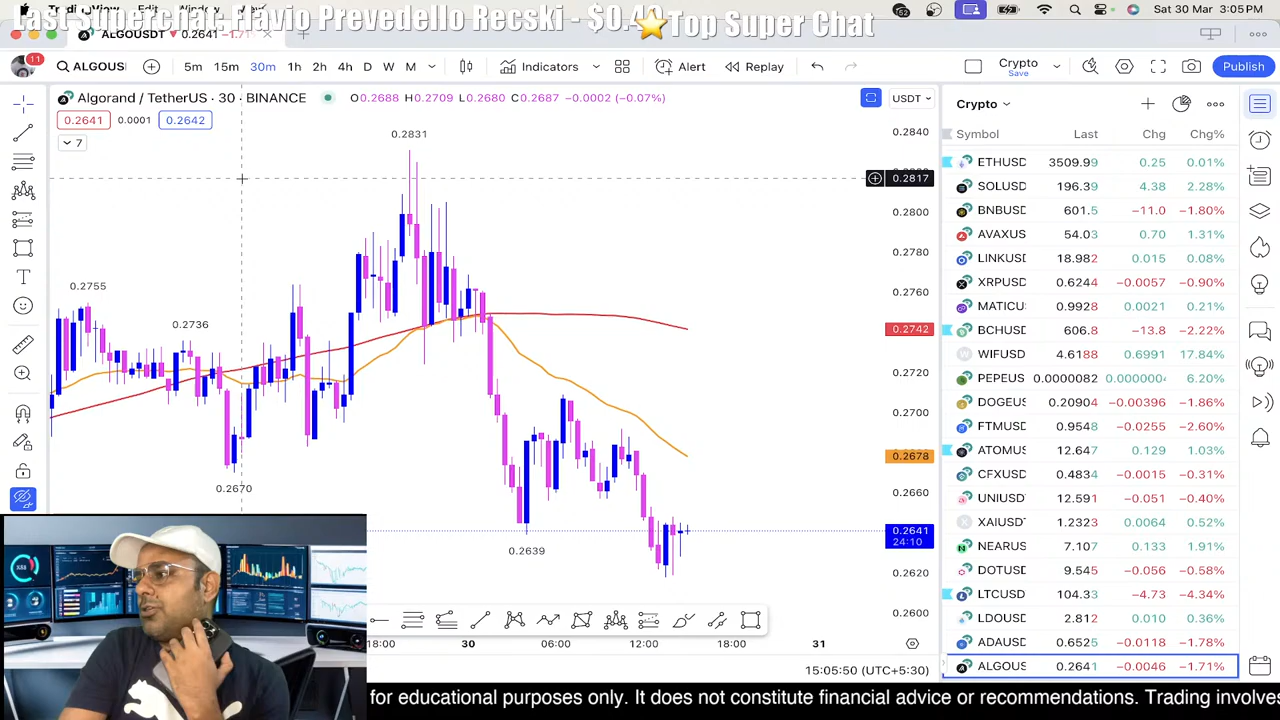 Last Superchat: Flavio Prevedello Recski - $0.4
Top Super Chat
Sat 30 Mar 3:05 PM
ALGOUSDT ▼ 0.2641 −1.71
11
ALGOUS
5m 15m 30m 1h 2h 4h D W M
Indicators
Alert
Replay
Crypto
Save
Publish
Algorand / TetherUS · 30 · BINANCE
O0.2688 H0.2709 L0.2680 C0.2687 −0.0002 (−0.07%)
USDT
0.2641 0.0001 0.2642
7
0.2831
0.2755
0.2736
0.2670
0.2639
0.2840
0.2817
0.2800
0.2780
0.2760
0.2742
0.2720
0.2700
0.2678
0.2660
0.2641
24:10
0.2620
0.2600
18:00 30 06:00 12:00 18:00 31
15:05:50 (UTC+5:30)
Crypto
Symbol Last Chg Chg%
ETHUSD 3509.99 0.25 0.01%
SOLUSD 196.39 4.38 2.28%
BNBUSD 601.5 −11.0 −1.80%
AVAXUS 54.03 0.70 1.31%
LINKUSD 18.982 0.015 0.08%
XRPUSD 0.6244 −0.0057 −0.90%
MATICU 0.9928 0.0021 0.21%
BCHUSD 606.8 −13.8 −2.22%
WIFUSD 4.6188 0.6991 17.84%
PEPEUS 0.0000082 0.0000004 6.20%
DOGEUS 0.20904 −0.00396 −1.86%
FTMUSD 0.9548 −0.0255 −2.60%
ATOMU 12.647 0.129 1.03%
CFXUSD 0.4834 −0.0015 −0.31%
UNIUSD 12.591 −0.051 −0.40%
XAIUSD 1.2323 0.0064 0.52%
NEARUS 7.107 0.133 1.91%
DOTUSD 9.545 −0.056 −0.58%
LTCUSD 104.33 −4.73 −4.34%
LDOUSD 2.812 0.010 0.36%
ADAUSD 0.6525 −0.0118 −1.78%
ALGOUS 0.2641 −0.0046 −1.71%
for educational purposes only. It does not constitute financial advice or recommendations. Trading involve